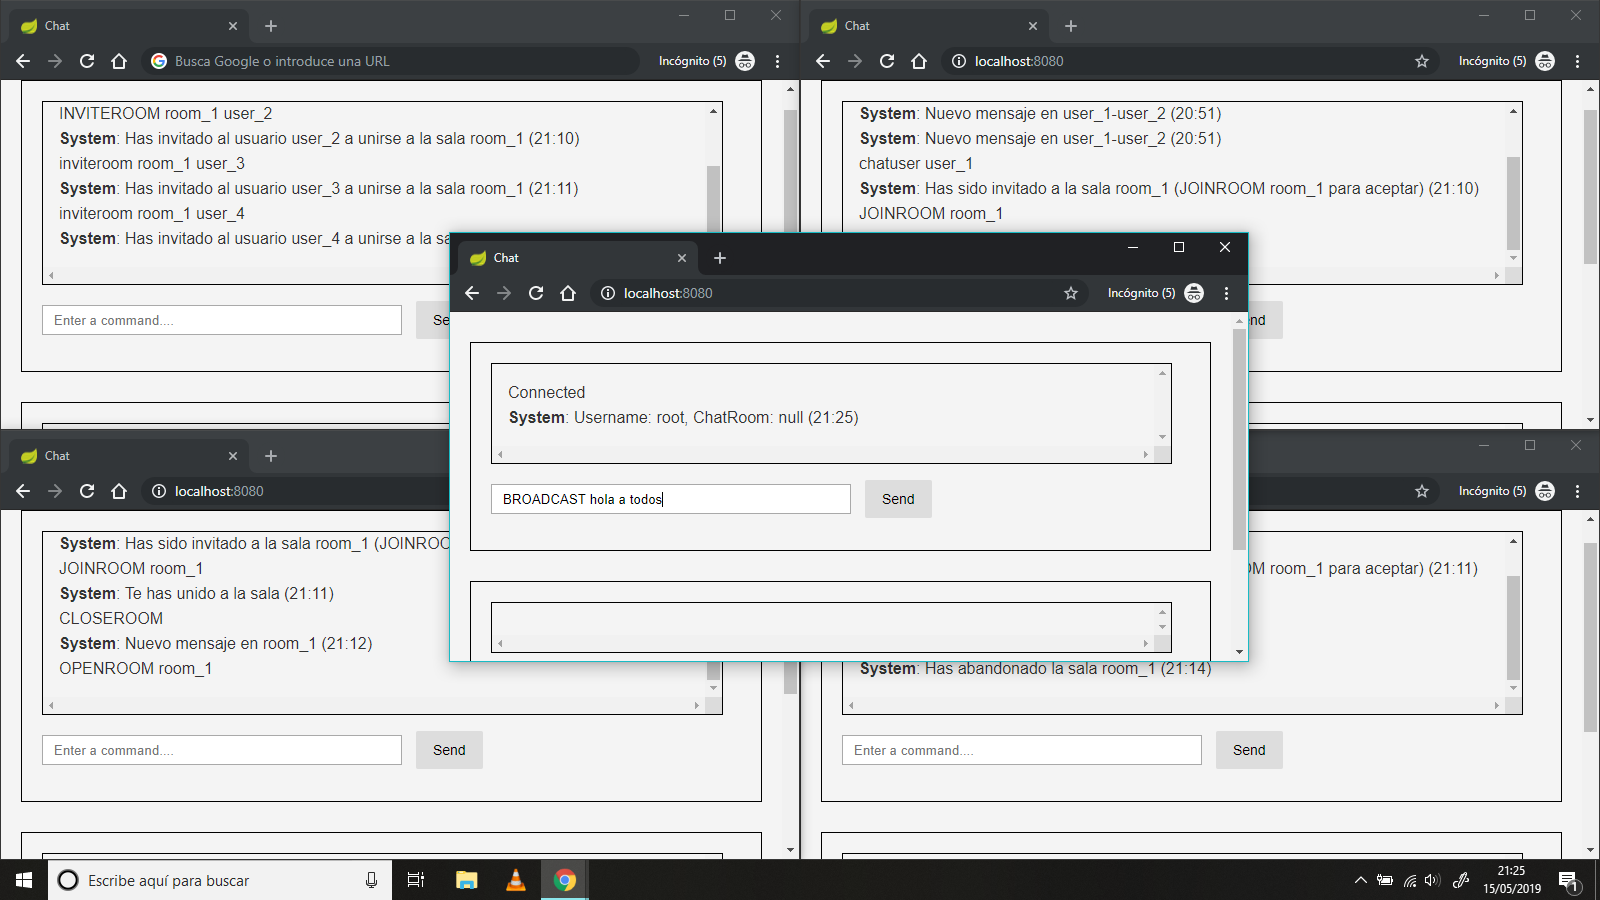 Chat
Busca Google o introduce una URL
Incógnito (5)
INVITEROOM room_1 user_2
System: Has invitado al usuario user_2 a unirse a la sala room_1 (21:10)
inviteroom room_1 user_3
System: Has invitado al usuario user_3 a unirse a la sala room_1 (21:11)
inviteroom room_1 user_4
System: Has invitado al usuario user_4 a unirse a la sa
Enter a command....
Se
Chat
localhost:8080
Incógnito (5)
System: Nuevo mensaje en user_1-user_2 (20:51)
System: Nuevo mensaje en user_1-user_2 (20:51)
chatuser user_1
System: Has sido invitado a la sala room_1 (JOINROOM room_1 para aceptar) (21:10)
JOINROOM room_1
nd
Chat
localhost:8080
Incógnito (5)
Connected
System: Username: root, ChatRoom: null (21:25)
BROADCAST hola a todos
Send
Chat
localhost:8080
System: Has sido invitado a la sala room_1 (JOINROO
JOINROOM room_1
System: Te has unido a la sala (21:11)
CLOSEROOM
System: Nuevo mensaje en room_1 (21:12)
OPENROOM room_1
Enter a command....
Send
Incógnito (5)
OM room_1 para aceptar) (21:11)
System: Has abandonado la sala room_1 (21:14)
Enter a command....
Send
Escribe aquí para buscar
21:25
15/05/2019
1